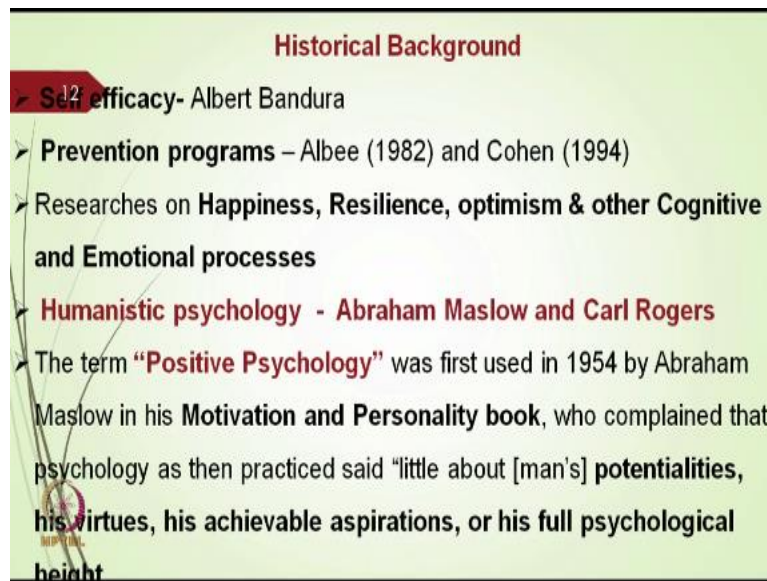 Historical Background
12
➢ Self efficacy- Albert Bandura
➢ Prevention programs – Albee (1982) and Cohen (1994)
➢ Researches on Happiness, Resilience, optimism & other Cognitive
and Emotional processes
➢ Humanistic psychology - Abraham Maslow and Carl Rogers
➢ The term “Positive Psychology” was first used in 1954 by Abraham
Maslow in his Motivation and Personality book, who complained that
psychology as then practiced said “little about [man's] potentialities,
his virtues, his achievable aspirations, or his full psychological
height
NPTEL